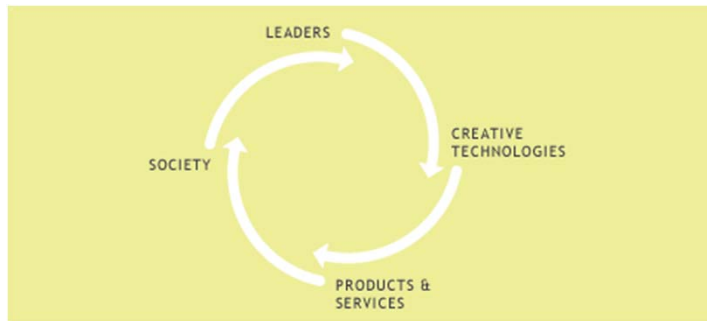 LEADERS
CREATIVE
TECHNOLOGIES
SOCIETY
PRODUCTS &
SERVICES